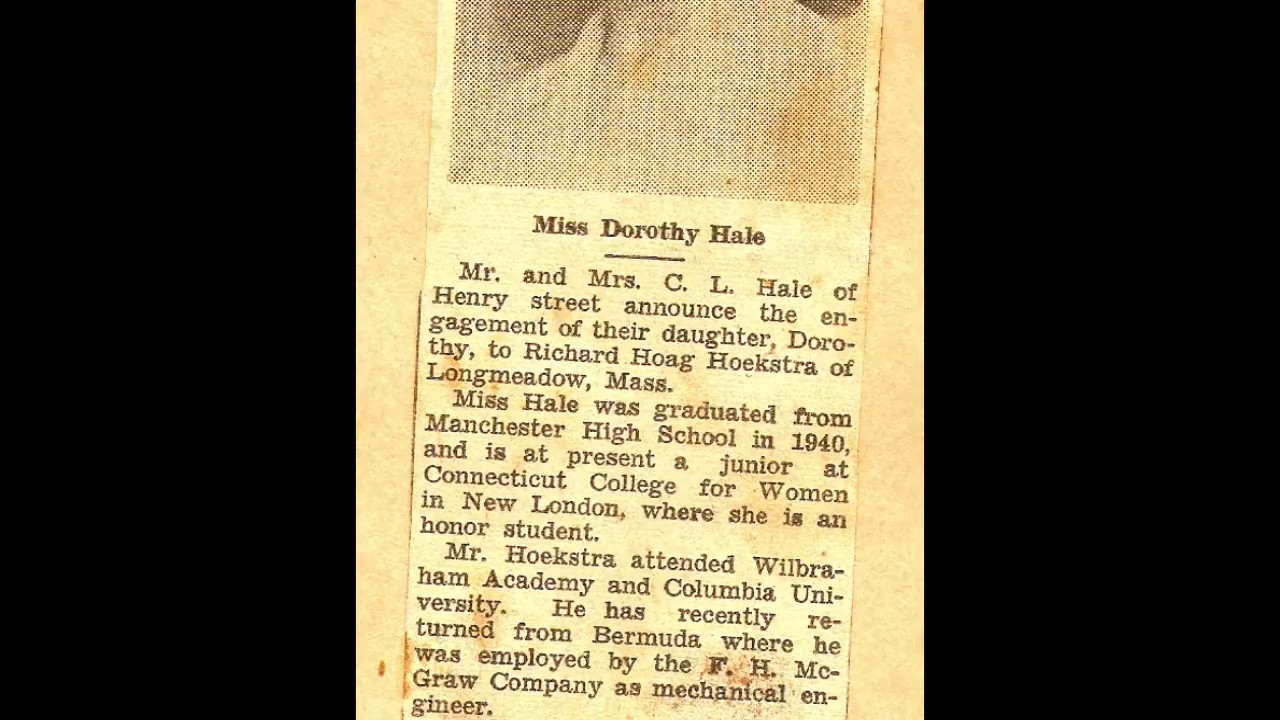 Miss Dorothy Hale
Mr. and Mrs. C. L. Hale of
Henry street announce the en-
gagement of their daughter, Doro-
thy, to Richard Hoag Hoekstra of
Longmeadow, Mass.
Miss Hale was graduated from
Manchester High School in 1940,
and is at present a junior at
Connecticut College for Women
in New London, where she is an
honor student.
Mr. Hoekstra attended Wilbra-
ham Academy and Columbia Uni-
versity. He has recently re-
turned from Bermuda where he
was employed by the F. H. Mc-
Graw Company as mechanical en-
gineer.